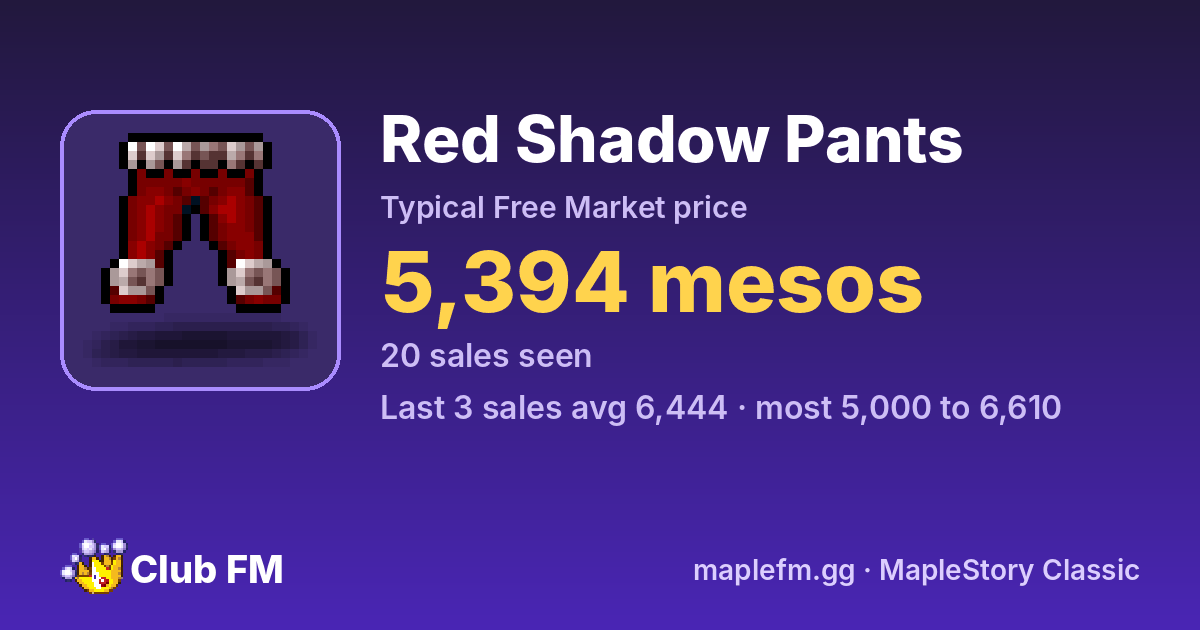 Red Shadow Pants
Typical Free Market price
5,394 mesos
20 sales seen
Last 3 sales avg 6,444 · most 5,000 to 6,610
Club FM
maplefm.gg · MapleStory Classic